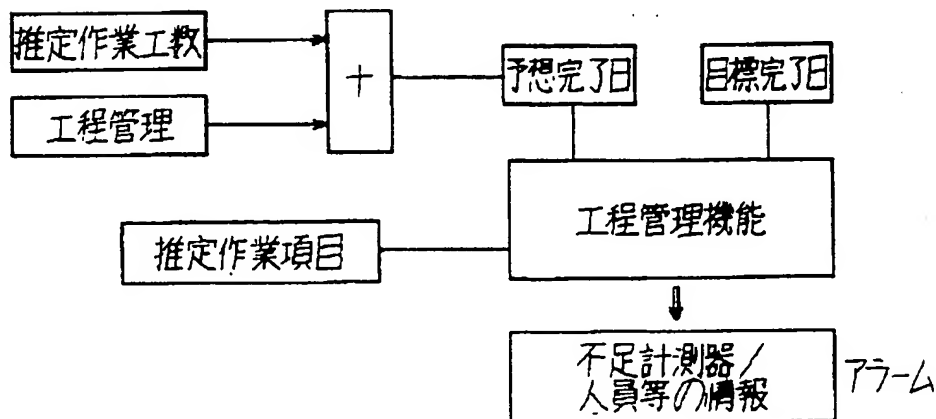 推定作業工数
工程管理
+
予想完了日
目標完了日
工程管理機能
推定作業項目
不足計測器/
人員等の情報
アラーム